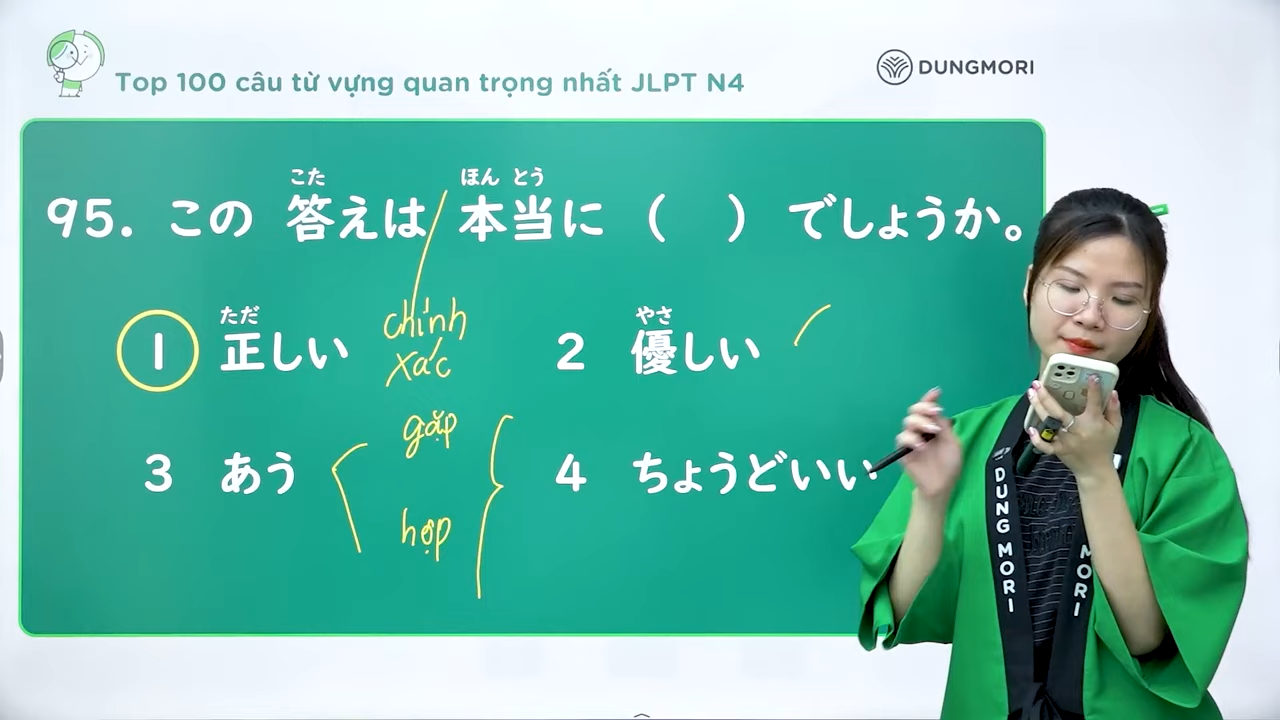 Top 100 câu từ vựng quan trọng nhất JLPT N4
DUNGMORI
こた ほん とう
95. この 答えは 本当に ( ) でしょうか。
ただ
1 正しい
chính
xác
やさ
2 優しい
3 あう
gặp
hợp
4 ちょうどいい
DUNG MORI
MORI